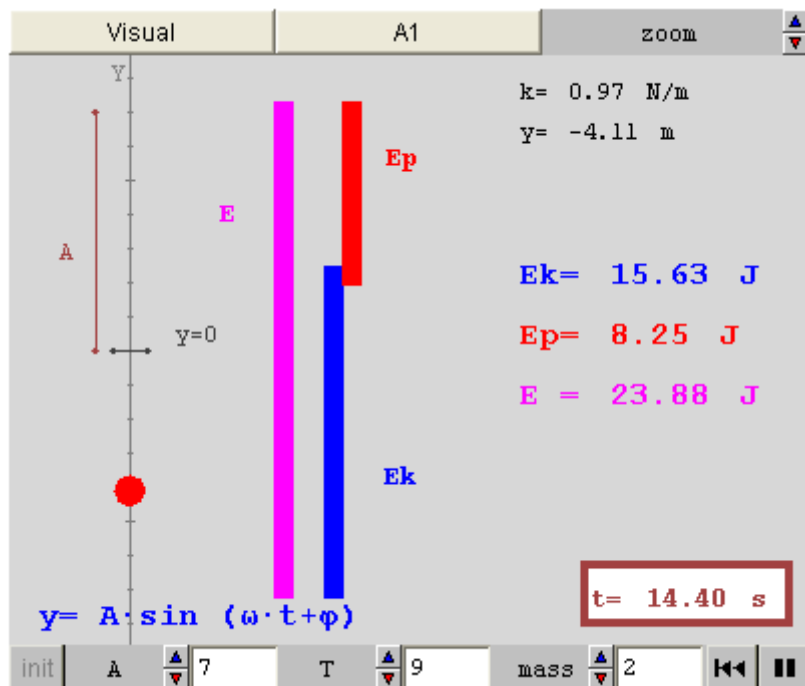 Visual A1 zoom
Y
k= 0.97 N/m
y= -4.11 m
Ep
E
A
y=0
Ek= 15.63 J
Ep= 8.25 J
E = 23.88 J
Ek
t= 14.40 s
y= A·sin (ω·t+φ)
init A 7 T 9 mass 2